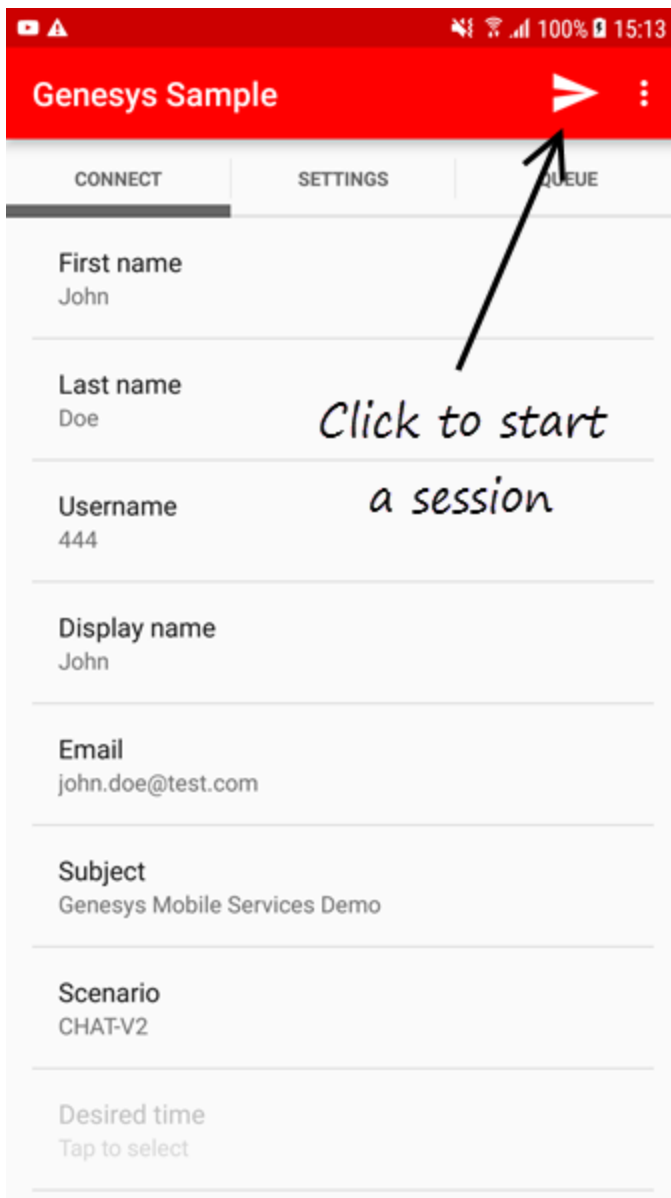 100% 15:13
Genesys Sample
CONNECT SETTINGS QUEUE
First name
John
Last name
Doe
Click to start
a session
Username
444
Display name
John
Email
john.doe@test.com
Subject
Genesys Mobile Services Demo
Scenario
CHAT-V2
Desired time
Tap to select